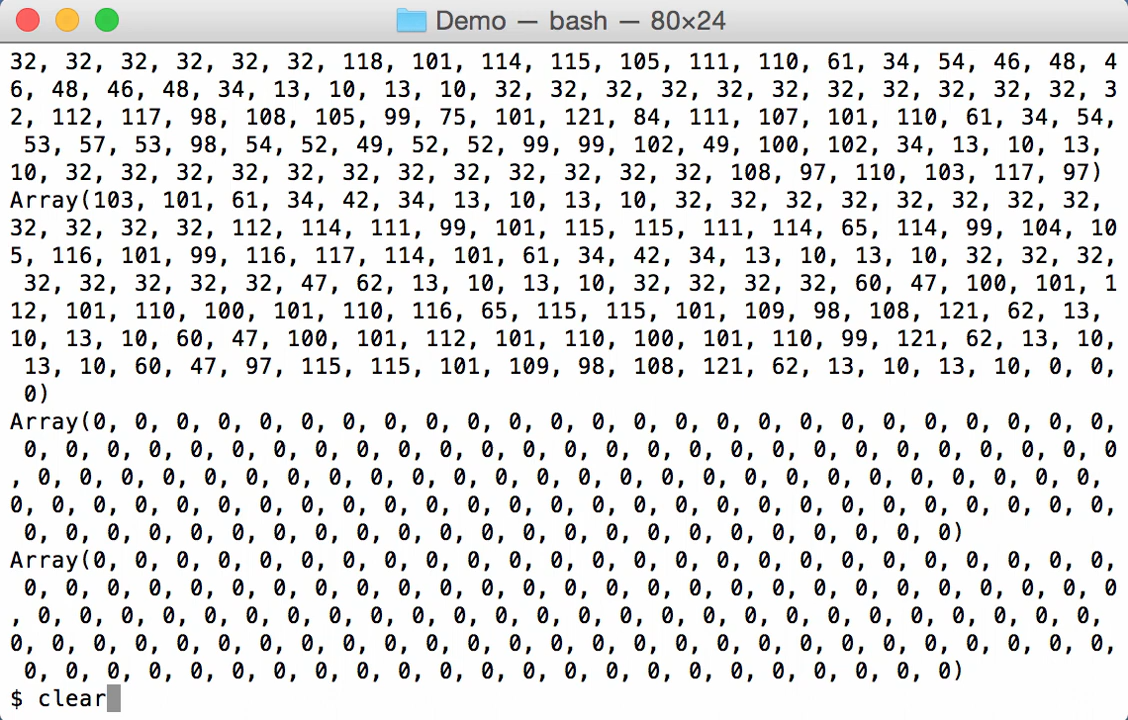 Demo — bash — 80×24
32, 32, 32, 32, 32, 32, 118, 101, 114, 115, 105, 111, 110, 61, 34, 54, 46, 48, 4
6, 48, 46, 48, 34, 13, 10, 13, 10, 32, 32, 32, 32, 32, 32, 32, 32, 32, 32, 32, 3
2, 112, 117, 98, 108, 105, 99, 75, 101, 121, 84, 111, 107, 101, 110, 61, 34, 54,
53, 57, 53, 98, 54, 52, 49, 52, 52, 99, 99, 102, 49, 100, 102, 34, 13, 10, 13,
10, 32, 32, 32, 32, 32, 32, 32, 32, 32, 32, 32, 32, 108, 97, 110, 103, 117, 97)
Array(103, 101, 61, 34, 42, 34, 13, 10, 13, 10, 32, 32, 32, 32, 32, 32, 32, 32,
32, 32, 32, 32, 112, 114, 111, 99, 101, 115, 115, 111, 114, 65, 114, 99, 104, 10
5, 116, 101, 99, 116, 117, 114, 101, 61, 34, 42, 34, 13, 10, 13, 10, 32, 32, 32,
32, 32, 32, 32, 32, 47, 62, 13, 10, 13, 10, 32, 32, 32, 32, 60, 47, 100, 101, 1
12, 101, 110, 100, 101, 110, 116, 65, 115, 115, 101, 109, 98, 108, 121, 62, 13,
10, 13, 10, 60, 47, 100, 101, 112, 101, 110, 100, 101, 110, 99, 121, 62, 13, 10,
13, 10, 60, 47, 97, 115, 115, 101, 109, 98, 108, 121, 62, 13, 10, 13, 10, 0, 0,
0)
Array(0, 0, 0, 0, 0, 0, 0, 0, 0, 0, 0, 0, 0, 0, 0, 0, 0, 0, 0, 0, 0, 0, 0, 0, 0,
0, 0, 0, 0, 0, 0, 0, 0, 0, 0, 0, 0, 0, 0, 0, 0, 0, 0, 0, 0, 0, 0, 0, 0, 0, 0, 0
, 0, 0, 0, 0, 0, 0, 0, 0, 0, 0, 0, 0, 0, 0, 0, 0, 0, 0, 0, 0, 0, 0, 0, 0, 0, 0,
0, 0, 0, 0, 0, 0, 0, 0, 0, 0, 0, 0, 0, 0, 0, 0, 0, 0, 0, 0, 0, 0, 0, 0, 0, 0, 0,
0, 0, 0, 0, 0, 0, 0, 0, 0, 0, 0, 0, 0, 0, 0, 0, 0, 0, 0, 0, 0, 0, 0, 0)
Array(0, 0, 0, 0, 0, 0, 0, 0, 0, 0, 0, 0, 0, 0, 0, 0, 0, 0, 0, 0, 0, 0, 0, 0, 0,
0, 0, 0, 0, 0, 0, 0, 0, 0, 0, 0, 0, 0, 0, 0, 0, 0, 0, 0, 0, 0, 0, 0, 0, 0, 0, 0
, 0, 0, 0, 0, 0, 0, 0, 0, 0, 0, 0, 0, 0, 0, 0, 0, 0, 0, 0, 0, 0, 0, 0, 0, 0, 0,
0, 0, 0, 0, 0, 0, 0, 0, 0, 0, 0, 0, 0, 0, 0, 0, 0, 0, 0, 0, 0, 0, 0, 0, 0, 0, 0,
0, 0, 0, 0, 0, 0, 0, 0, 0, 0, 0, 0, 0, 0, 0, 0, 0, 0, 0, 0, 0, 0, 0, 0)
$ clear